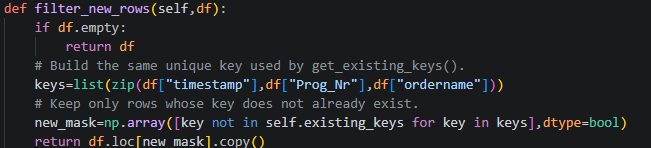 def filter_new_rows(self,df):
    if df.empty:
        return df
    # Build the same unique key used by get_existing_keys().
    keys=list(zip(df["timestamp"],df["Prog_Nr"],df["ordername"]))
    # Keep only rows whose key does not already exist.
    new_mask=np.array([key not in self.existing_keys for key in keys],dtype=bool)
    return df.loc[new_mask].copy()